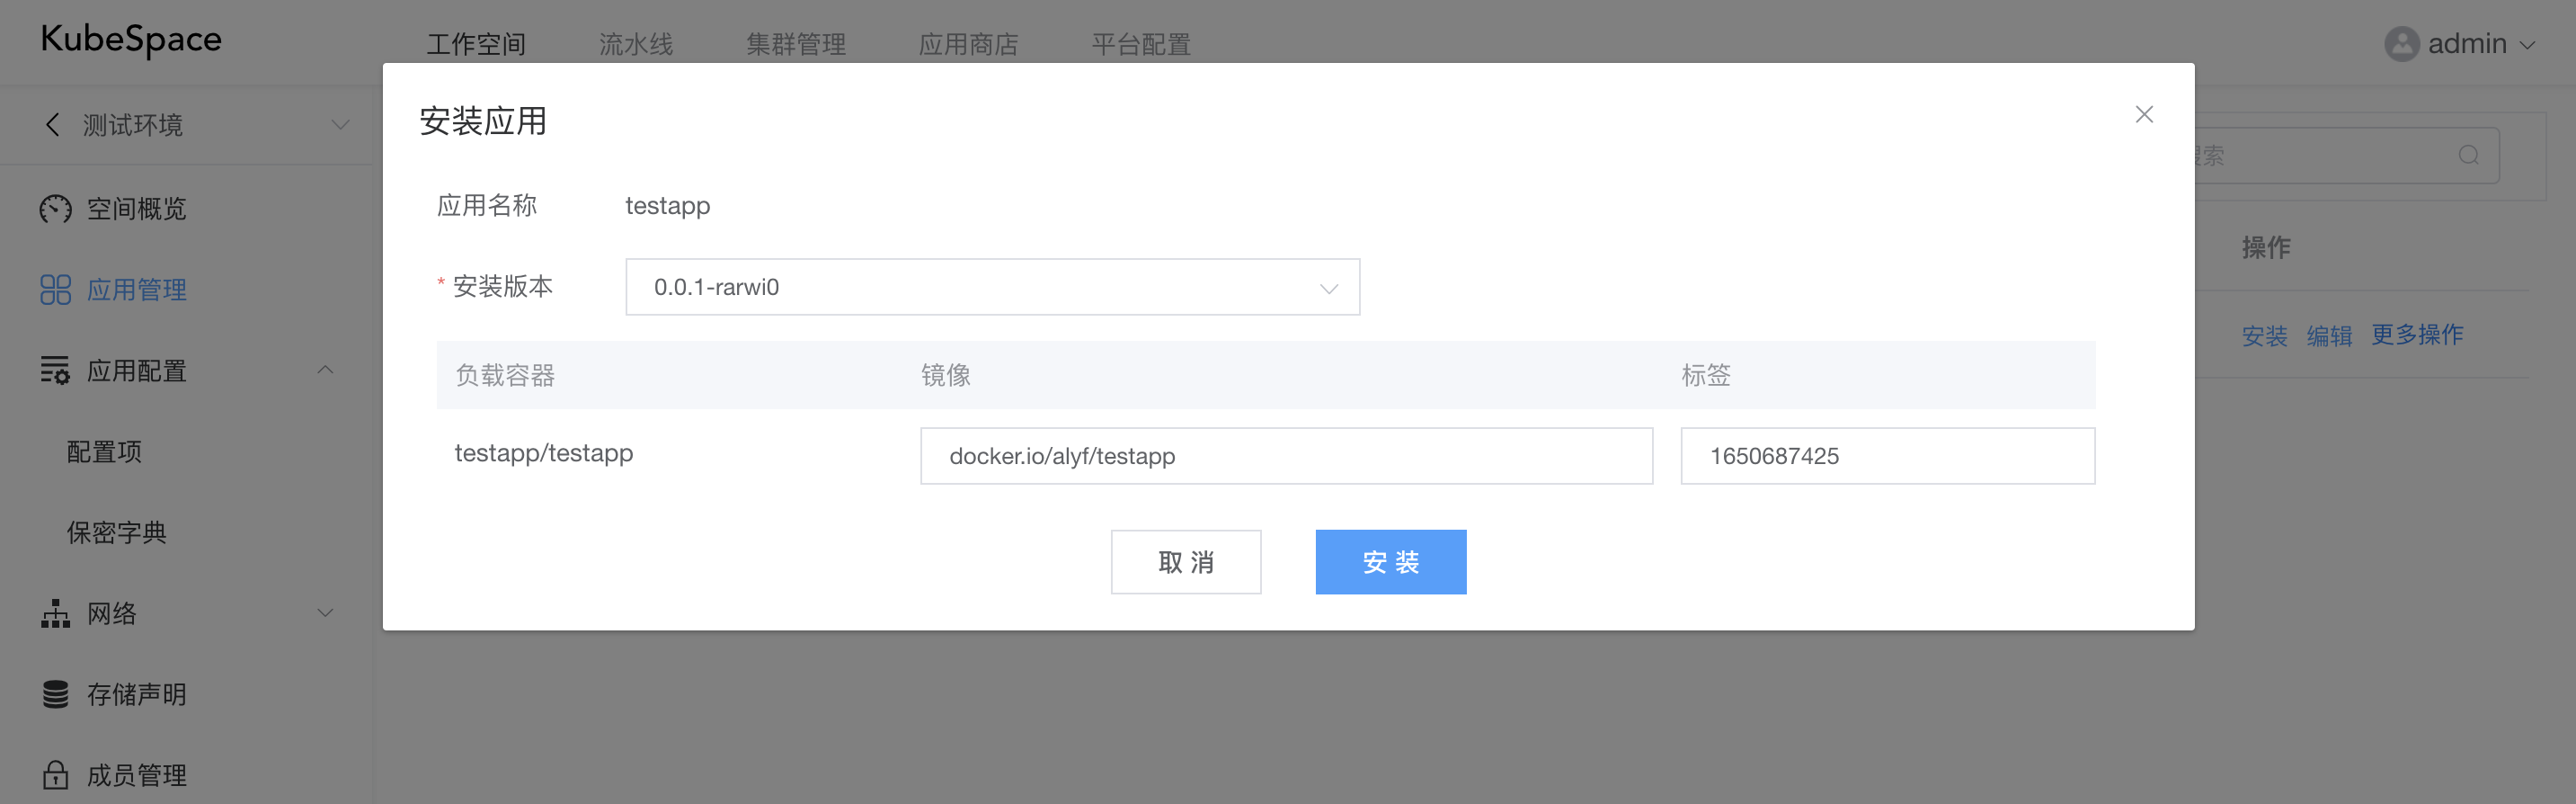 KubeSpace
工作空间 流水线 集群管理 应用商店 平台配置
admin
测试环境
空间概览
应用管理
应用配置
配置项
保密字典
网络
存储声明
成员管理
安装应用
应用名称 testapp
* 安装版本 0.0.1-rarwi0
负载容器 镜像 标签
testapp/testapp docker.io/alyf/testapp 1650687425
取 消 安 装
索
操作
安装 编辑 更多操作